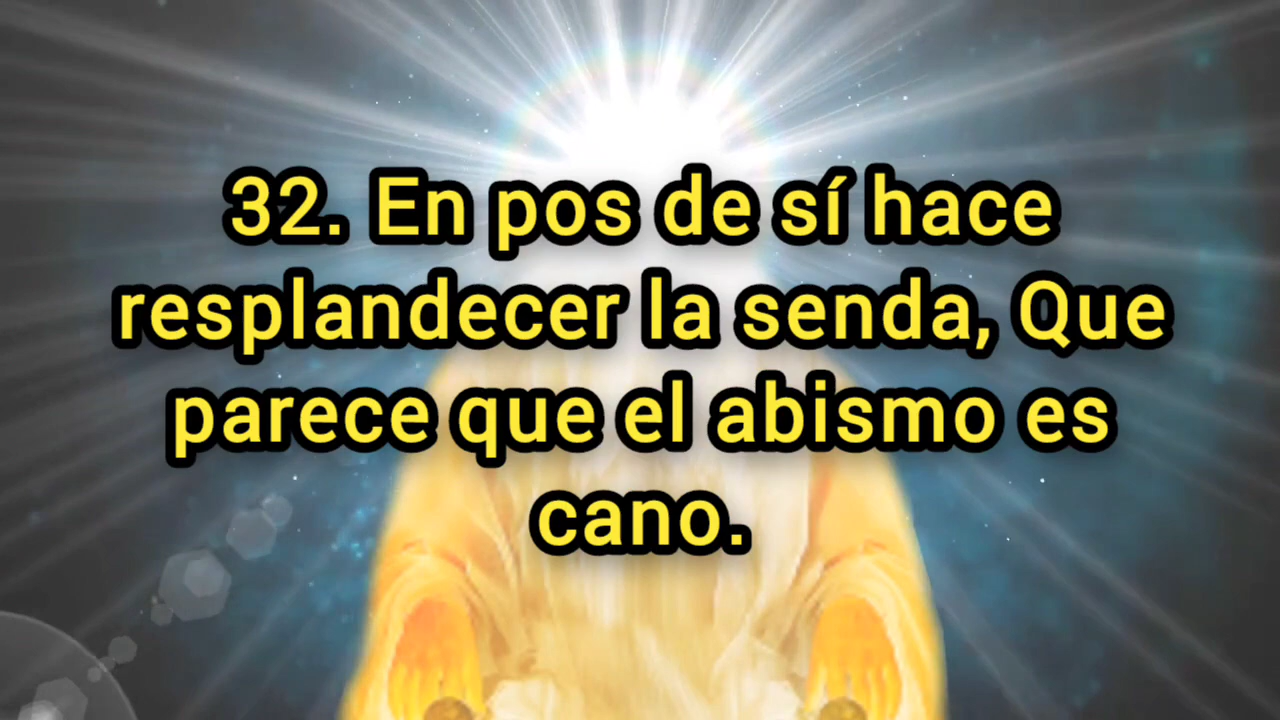 32. En pos de sí hace
resplandecer la senda, Que
parece que el abismo es
cano.